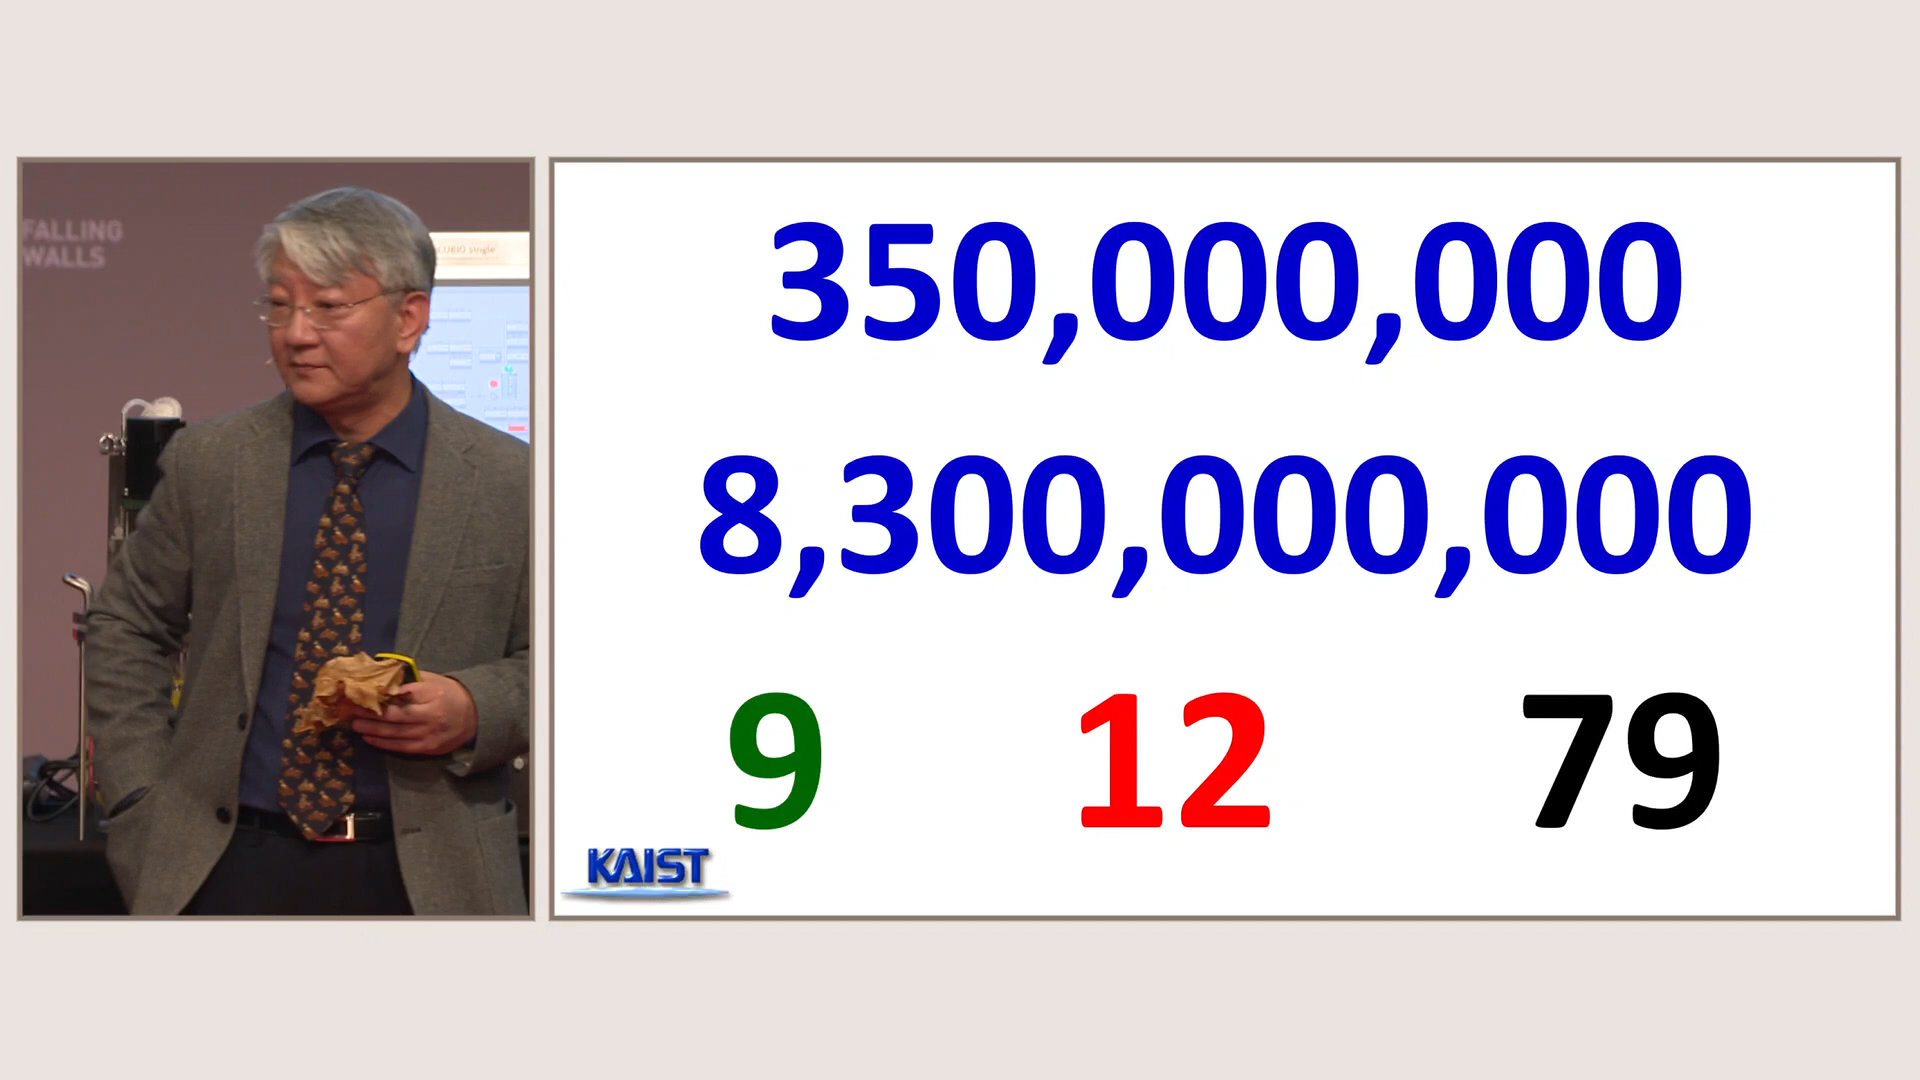 FALLING
WALLS
350,000,000
8,300,000,000
9 12 79
KAIST